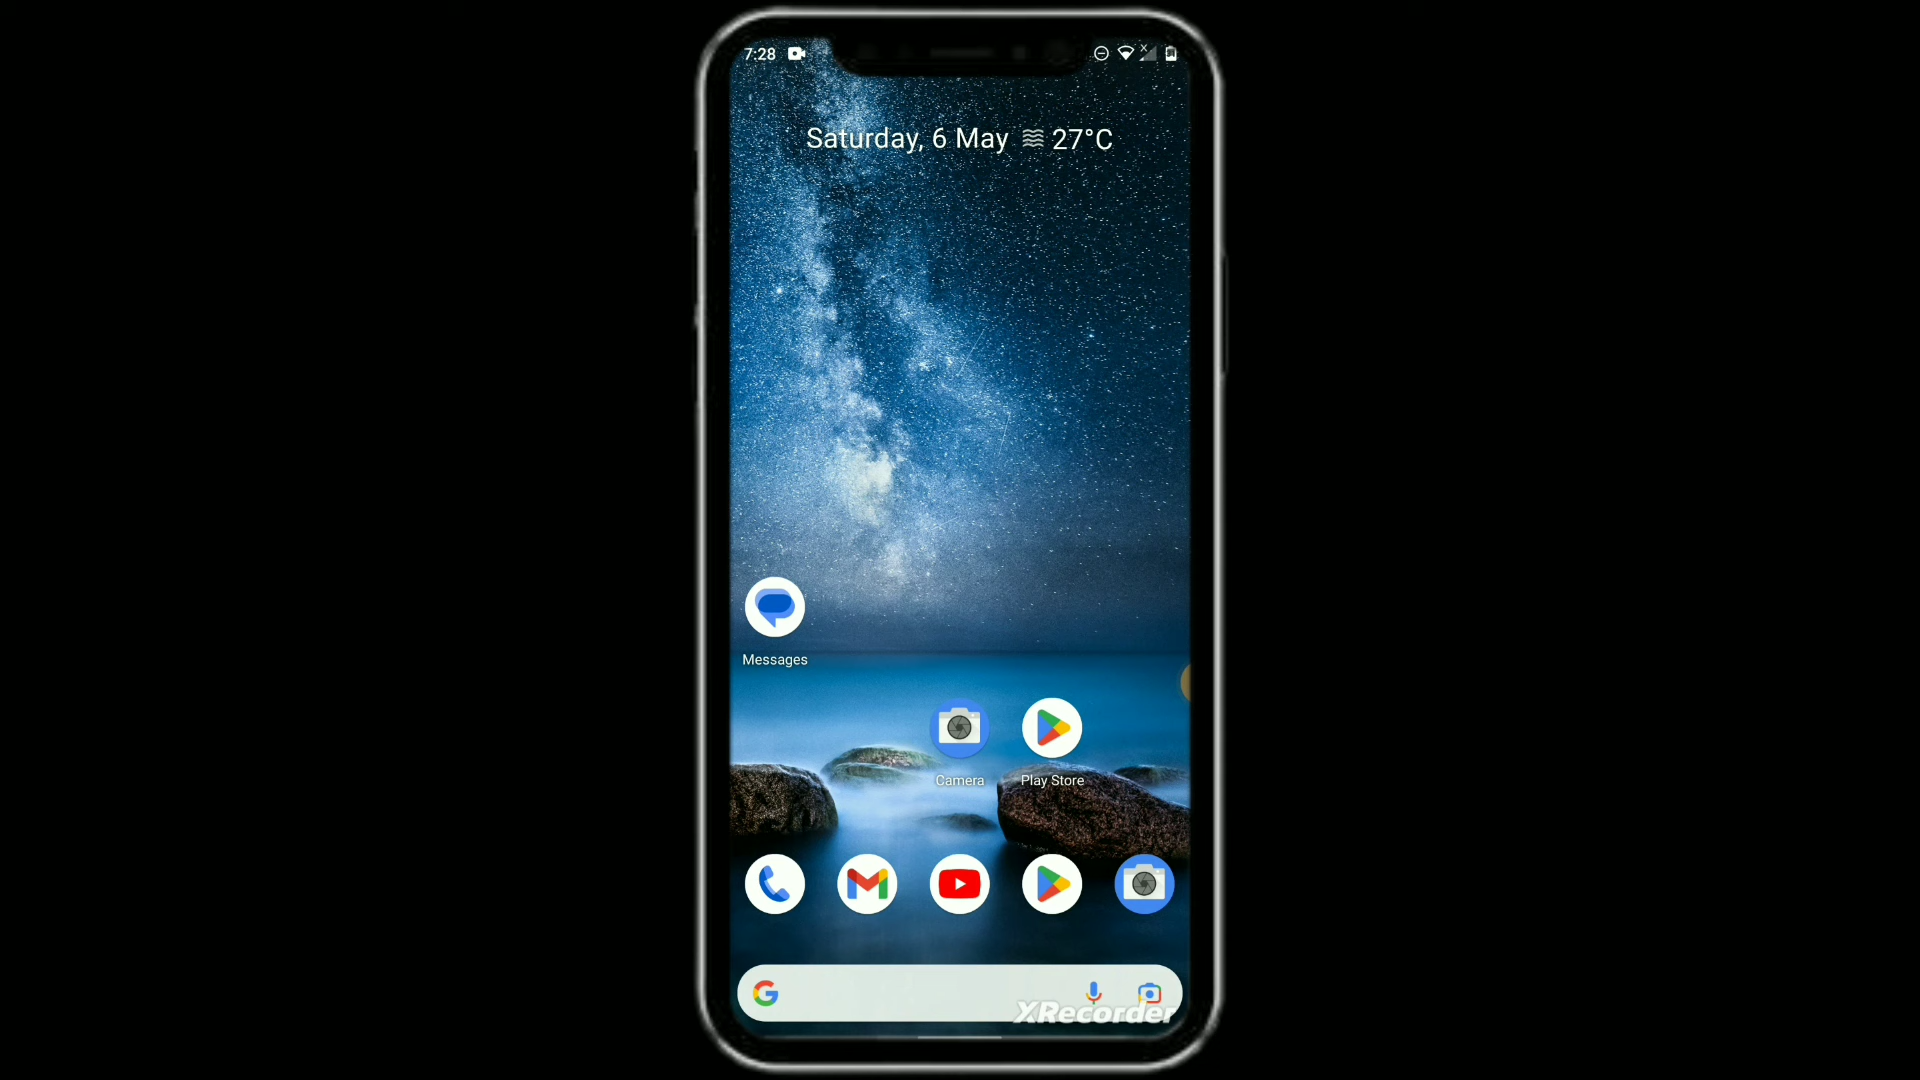 7:28
Saturday, 6 May 27°C
Messages
Camera
Play Store
XRecorder